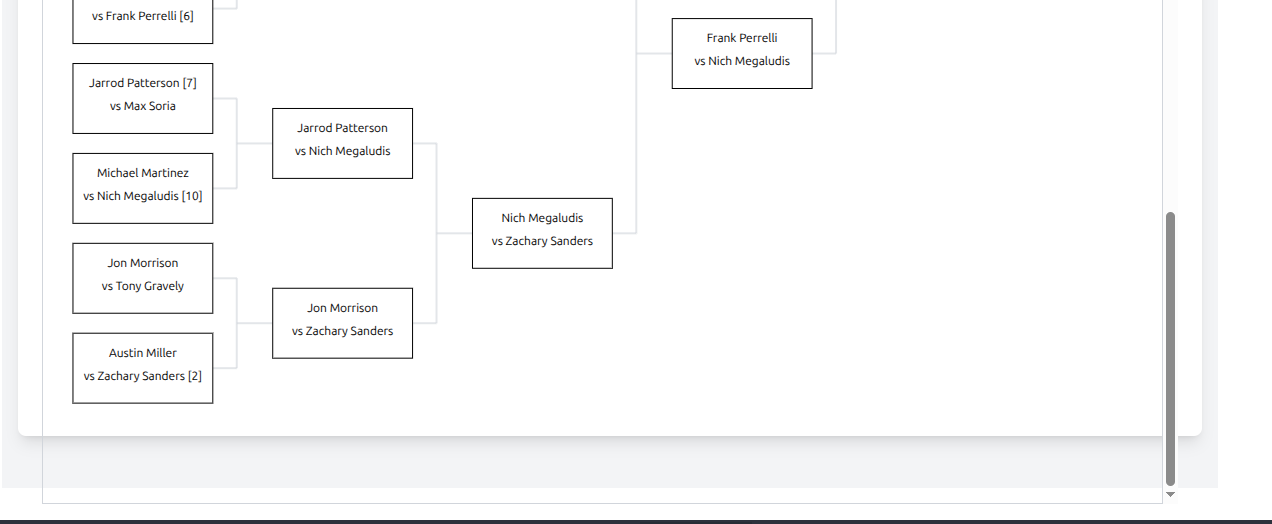 vs Frank Perrelli [6]
Jarrod Patterson [7]
vs Max Soria
Michael Martinez
vs Nich Megaludis [10]
Jon Morrison
vs Tony Gravely
Austin Miller
vs Zachary Sanders [2]
Jarrod Patterson
vs Nich Megaludis
Jon Morrison
vs Zachary Sanders
Nich Megaludis
vs Zachary Sanders
Frank Perrelli
vs Nich Megaludis